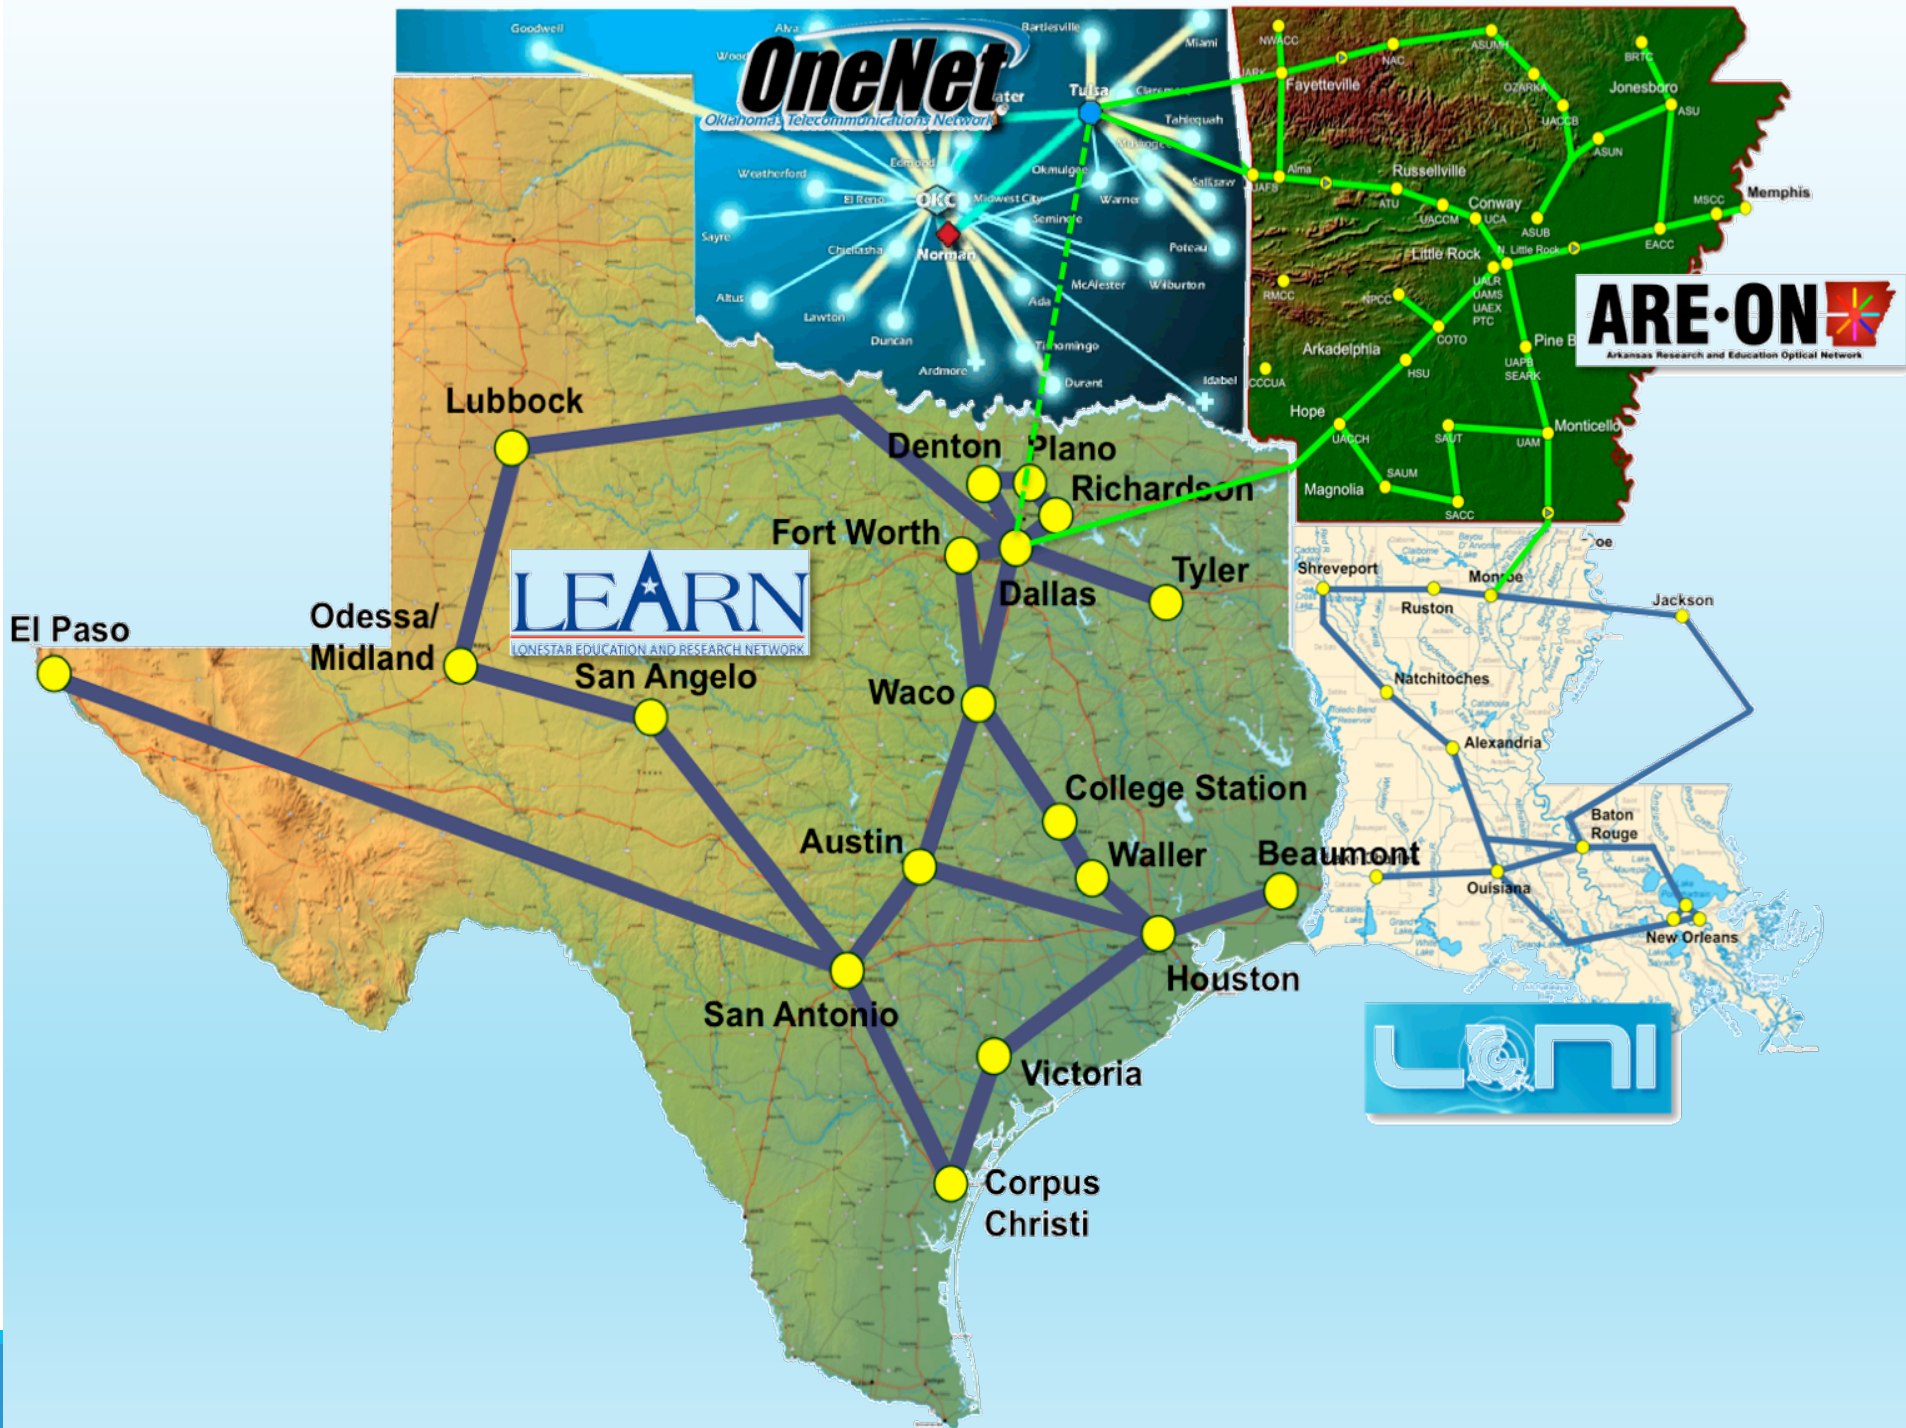 Goodwell
Alva
Bartlesville
Miami
OneNet
Oklahoma's Telecommunications Network
Tulsa
Tahlequah
Okmulgee
Sallisaw
Warner
Weatherford
Edmond
El Reno
OKC
Midwest City
Seminole
Sayre
Chickasha
Norman
Poteau
McAlester
Wilburton
Altus
Lawton
Ada
Duncan
Tishomingo
Ardmore
Durant
Idabel
NWACC
Fayetteville
NAC
ASUMH
BRTC
OZARKA
Jonesboro
ASU
UACCB
ASUN
Alma
UAFS
Russellville
ATU
UACCM
Conway
UCA
ASUB
MSCC
Memphis
EACC
Little Rock
N. Little Rock
RMCC
UALR
UAMS
UAEX
PTC
NPCC
COTO
Pine B
ARE•ON
Arkansas Research and Education Optical Network
Arkadelphia
HSU
UAPB
SEARK
CCCUA
Hope
UACCH
SAUT
UAM
Monticello
SAUM
Magnolia
SACC
Lubbock
Denton
Plano
Richardson
Fort Worth
Dallas
Tyler
LEARN
LONESTAR EDUCATION AND RESEARCH NETWORK
El Paso
Odessa/
Midland
San Angelo
Waco
College Station
Austin
Waller
Beaumont
Houston
San Antonio
Victoria
Corpus
Christi
Shreveport
Ruston
Monroe
Jackson
Natchitoches
Alexandria
Baton
Rouge
Ouisiana
New Orleans
LONI